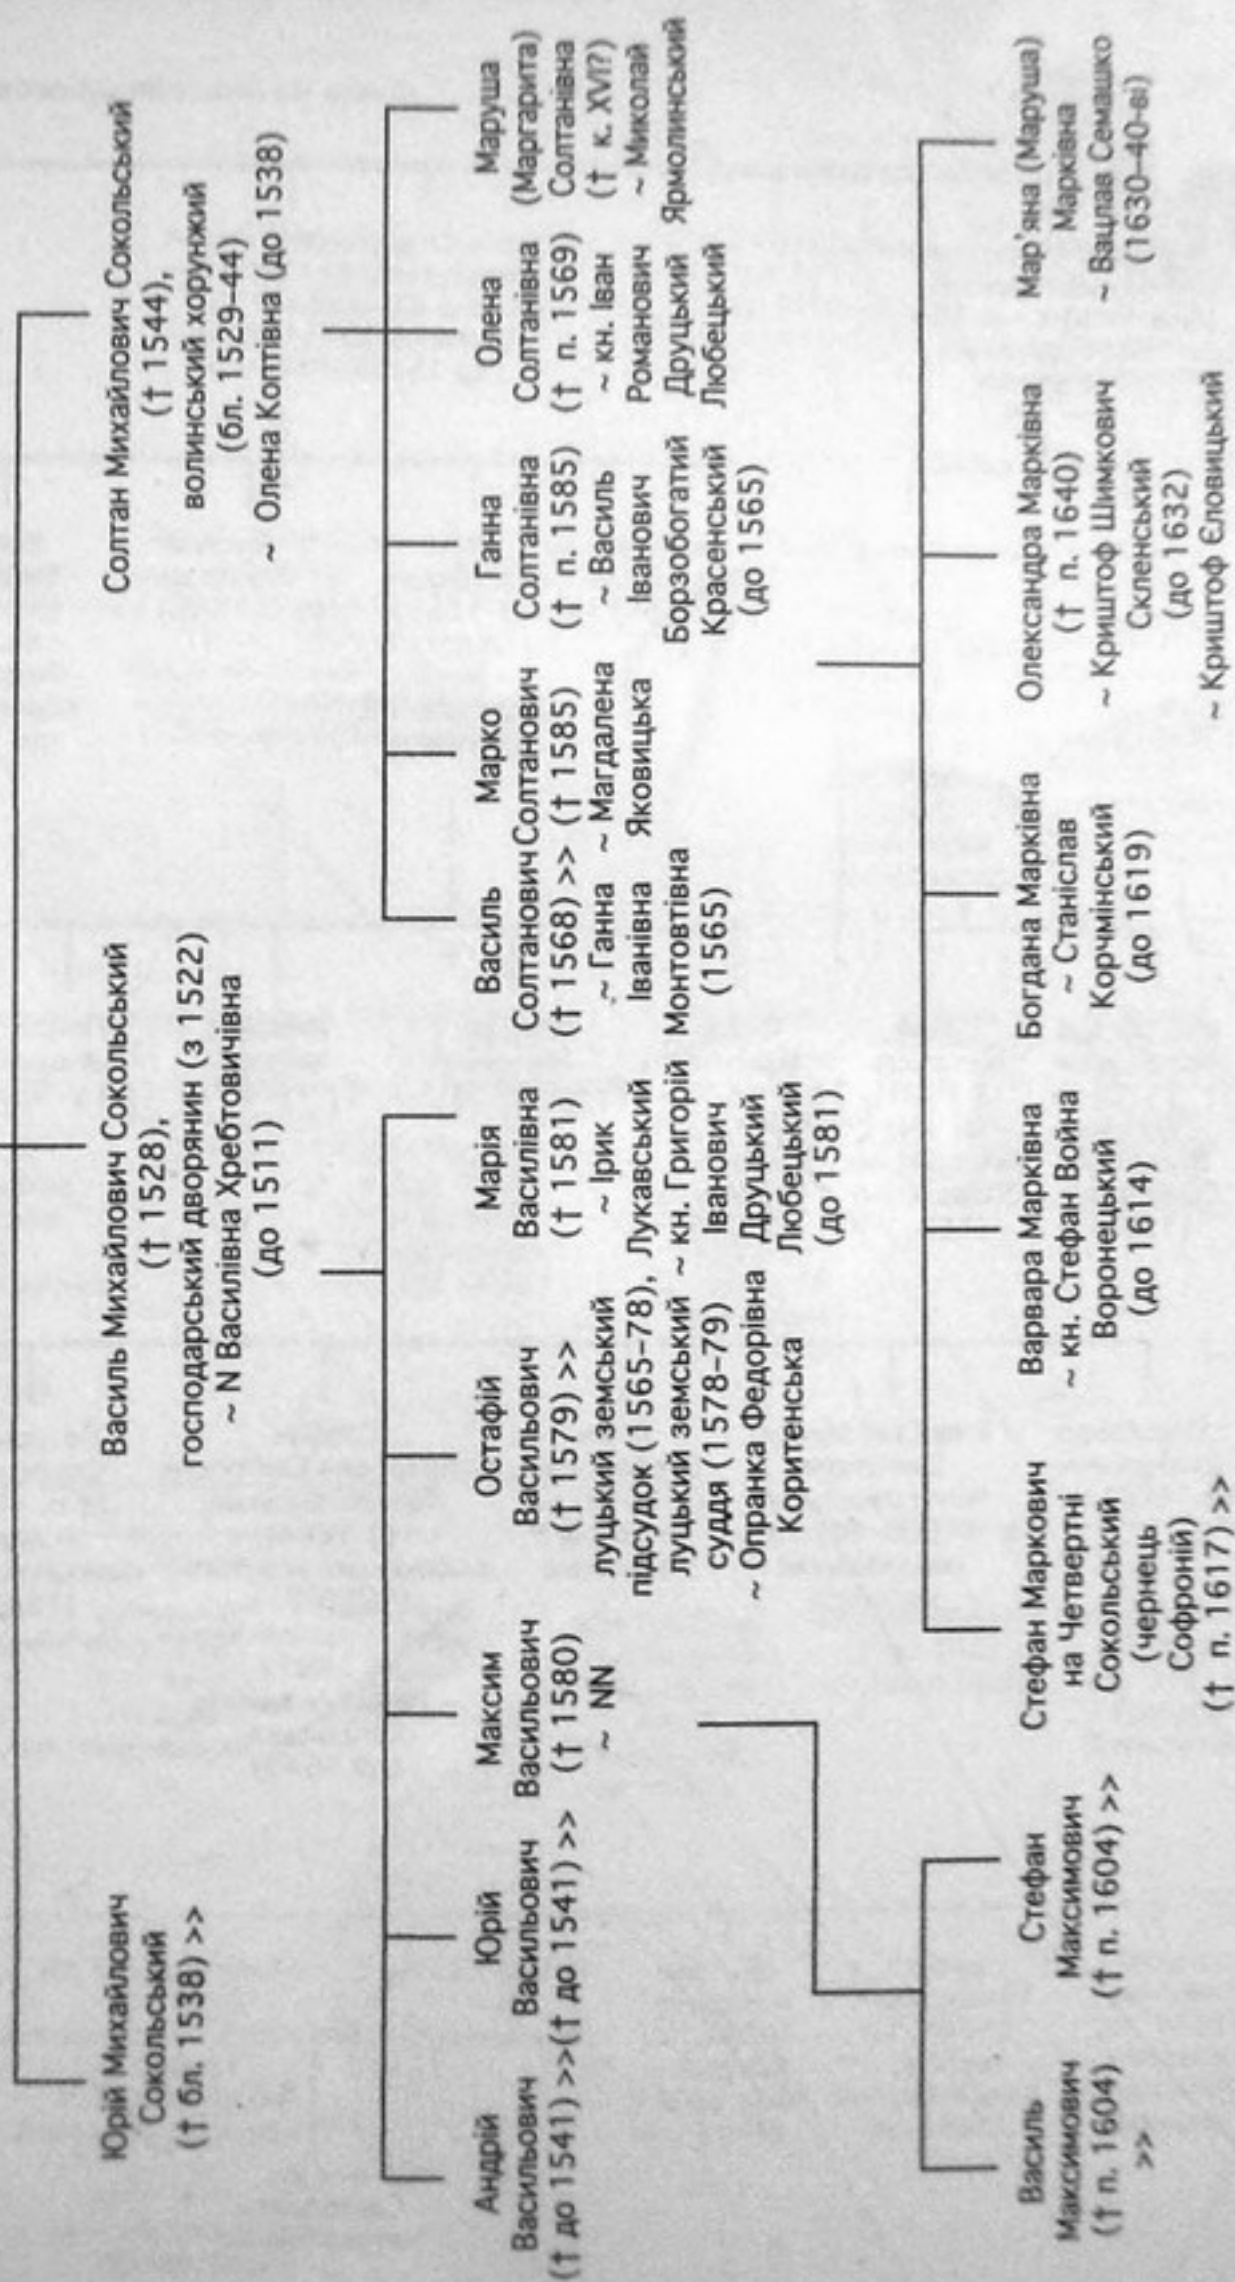 Юрій Михайлович
Сокольський
(† бл. 1538) >>
Василь Михайлович Сокольський
(† 1528),
господарський дворянин (з 1522)
~ N Василівна Хребтовичівна
(до 1511)
Солтан Михайлович Сокольський
(† 1544),
волинський хорунжий
(бл. 1529–44)
~ Олена Коптівна (до 1538)
Андрій
Васильович
(† до 1541) >>
Юрій
Васильович
(† до 1541) >>
Максим
Васильович
(† 1580)
~ NN
Остафій
Васильович
(† 1579) >>
луцький земський
підсудок (1565–78),
луцький земський
суддя (1578–79)
~ Опранка Федорівна
Коритенська
Марія
Василівна
(† 1581)
~ Ірик
Лукавський
~ кн. Григорій
Іванович
Друцький
Любецький
(до 1581)
Василь
Солтанович
(† 1568) >>
~ Ганна
Іванівна
Монтовтівна
(1565)
Марко
Солтанович
(† 1585)
~ Магдалена
Яковицька
Ганна
Солтанівна
(† п. 1585)
~ Василь
Іванович
Борзобогатий
Красенський
(до 1565)
Олена
Солтанівна
(† п. 1569)
~ кн. Іван
Романович
Друцький
Любецький
Маруша
(Маргарита)
Солтанівна
(† к. XVI?)
~ Миколай
Ярмолинський
Василь
Максимович
(† п. 1604)
>>
Стефан
Максимович
(† п. 1604) >>
Стефан Маркович
на Четвертні
Сокольський
(чернець
Софроній)
(† п. 1617) >>
Варвара Марківна
~ кн. Стефан Война
Воронецький
(до 1614)
Богдана Марківна
~ Станіслав
Корчмінський
(до 1619)
Олександра Марківна
(† п. 1640)
~ Криштоф Шимкович
Скленський
(до 1632)
~ Криштоф Єловицький
Мар'яна (Маруша)
Марківна
~ Вацлав Семашко
(1630–40-ві)